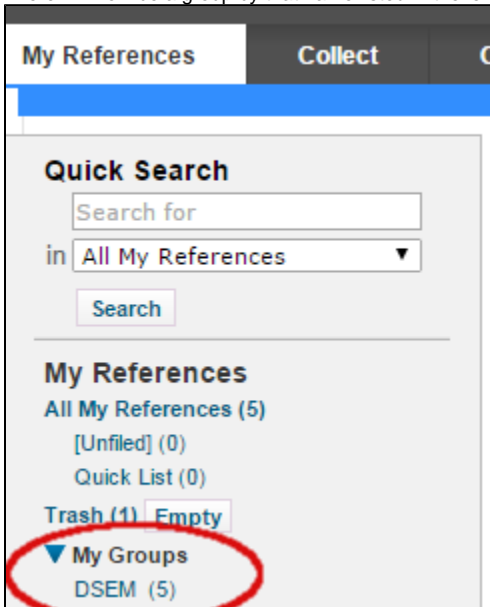 My References Collect
Quick Search
Search for
in All My References
Search
My References
All My References (5)
[Unfiled] (0)
Quick List (0)
Trash (1) Empty
My Groups
DSEM (5)